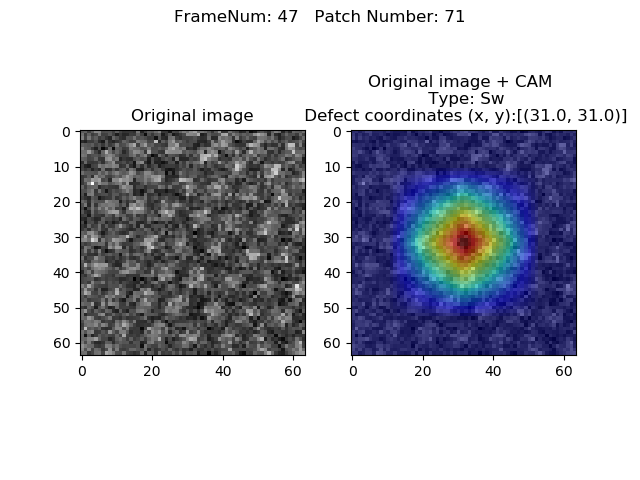 FrameNum: 47   Patch Number: 71
Original image
Original image + CAM
Type: Sw
Defect coordinates (x, y):[(31.0, 31.0)]
0
10
20
30
40
50
60
0 20 40 60
0
10
20
30
40
50
60
0 20 40 60